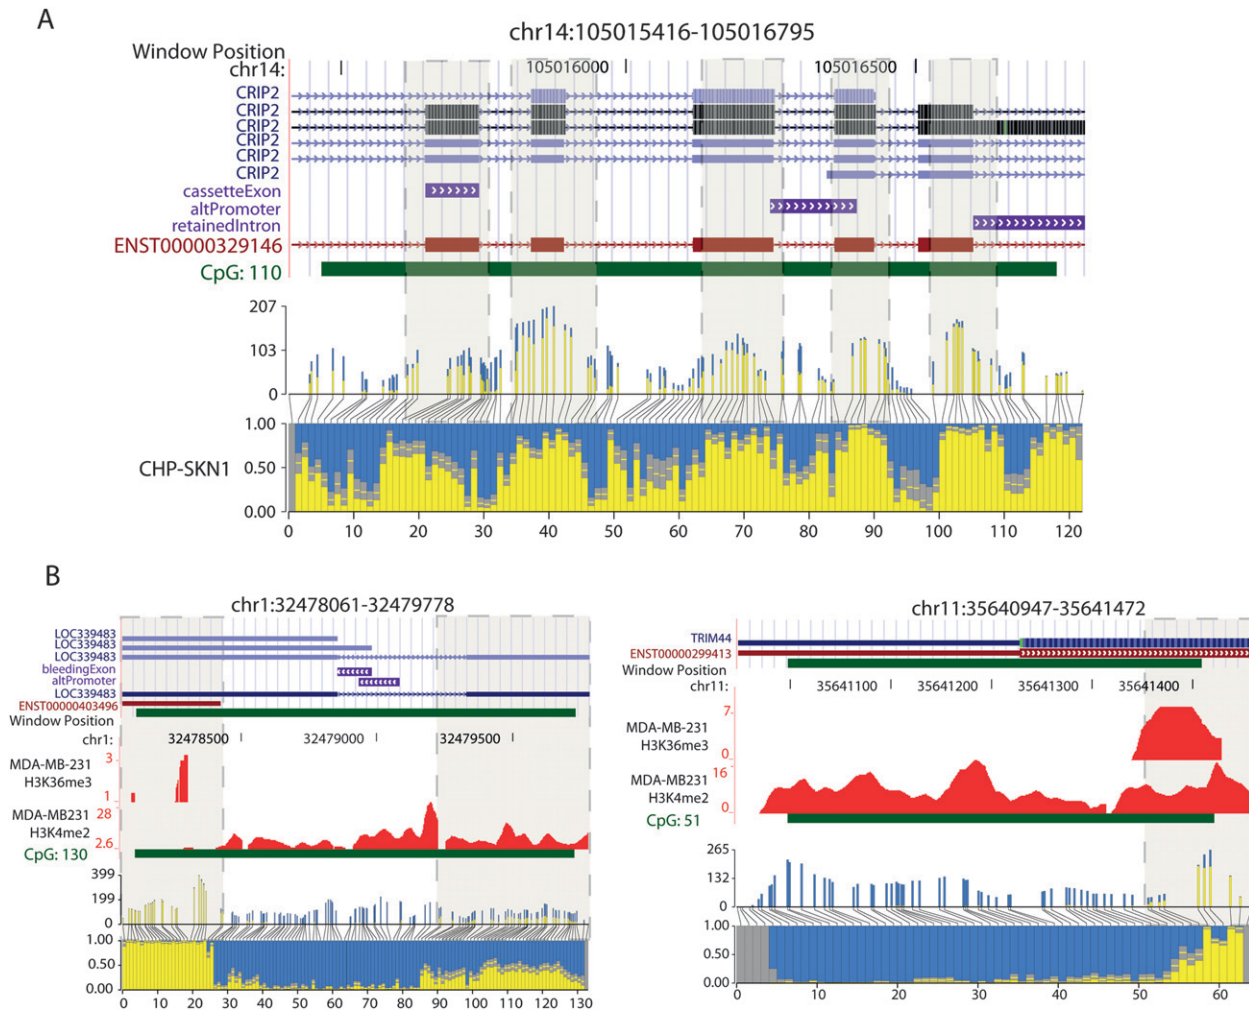 A
chr14:105015416-105016795
Window Position
chr14:
105016000
105016500
CRIP2
CRIP2
CRIP2
CRIP2
CRIP2
CRIP2
cassetteExon
altPromoter
retainedIntron
ENST00000329146
CpG: 110
207
103
0
CHP-SKN1
1.00
0.50
0.00
0 10 20 30 40 50 60 70 80 90 100 110 120
B
chr1:32478061-32479778
LOC339483
LOC339483
LOC339483
bleedingExon
altPromoter
LOC339483
ENST00000403496
Window Position
chr1: 32478500 32479000 32479500
MDA-MB-231
H3K36me3
3
1
MDA-MB231
H3K4me2
28
2.6
CpG: 130
399
199
0
1.00
0.50
0.00
0 10 20 30 40 50 60 70 80 90 100 110 120 130
chr11:35640947-35641472
TRIM44
ENST00000299413
Window Position
chr11: 35641100 35641200 35641300 35641400
MDA-MB-231
H3K36me3
7
0
MDA-MB231
H3K4me2
16
0
CpG: 51
265
132
0
1.00
0.50
0.00
0 10 20 30 40 50 60